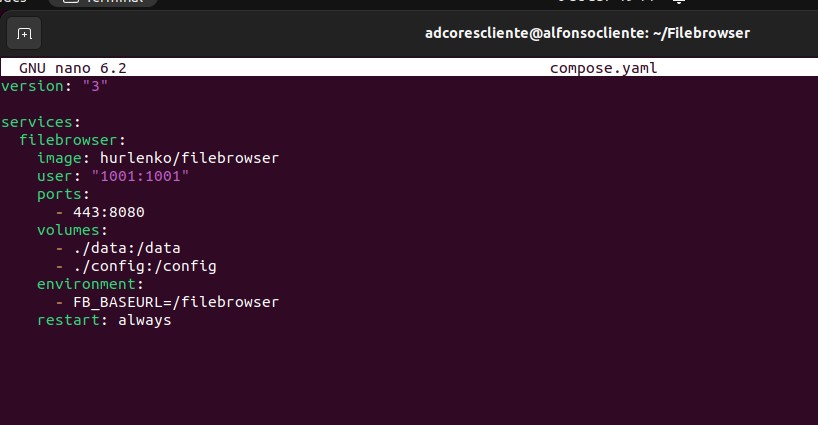 Terminal
adcorescliente@alfonsocliente: ~/Filebrowser
GNU nano 6.2 compose.yaml
version: "3"
services:
filebrowser:
image: hurlenko/filebrowser
user: "1001:1001"
ports:
- 443:8080
volumes:
- ./data:/data
- ./config:/config
environment:
- FB_BASEURL=/filebrowser
restart: always